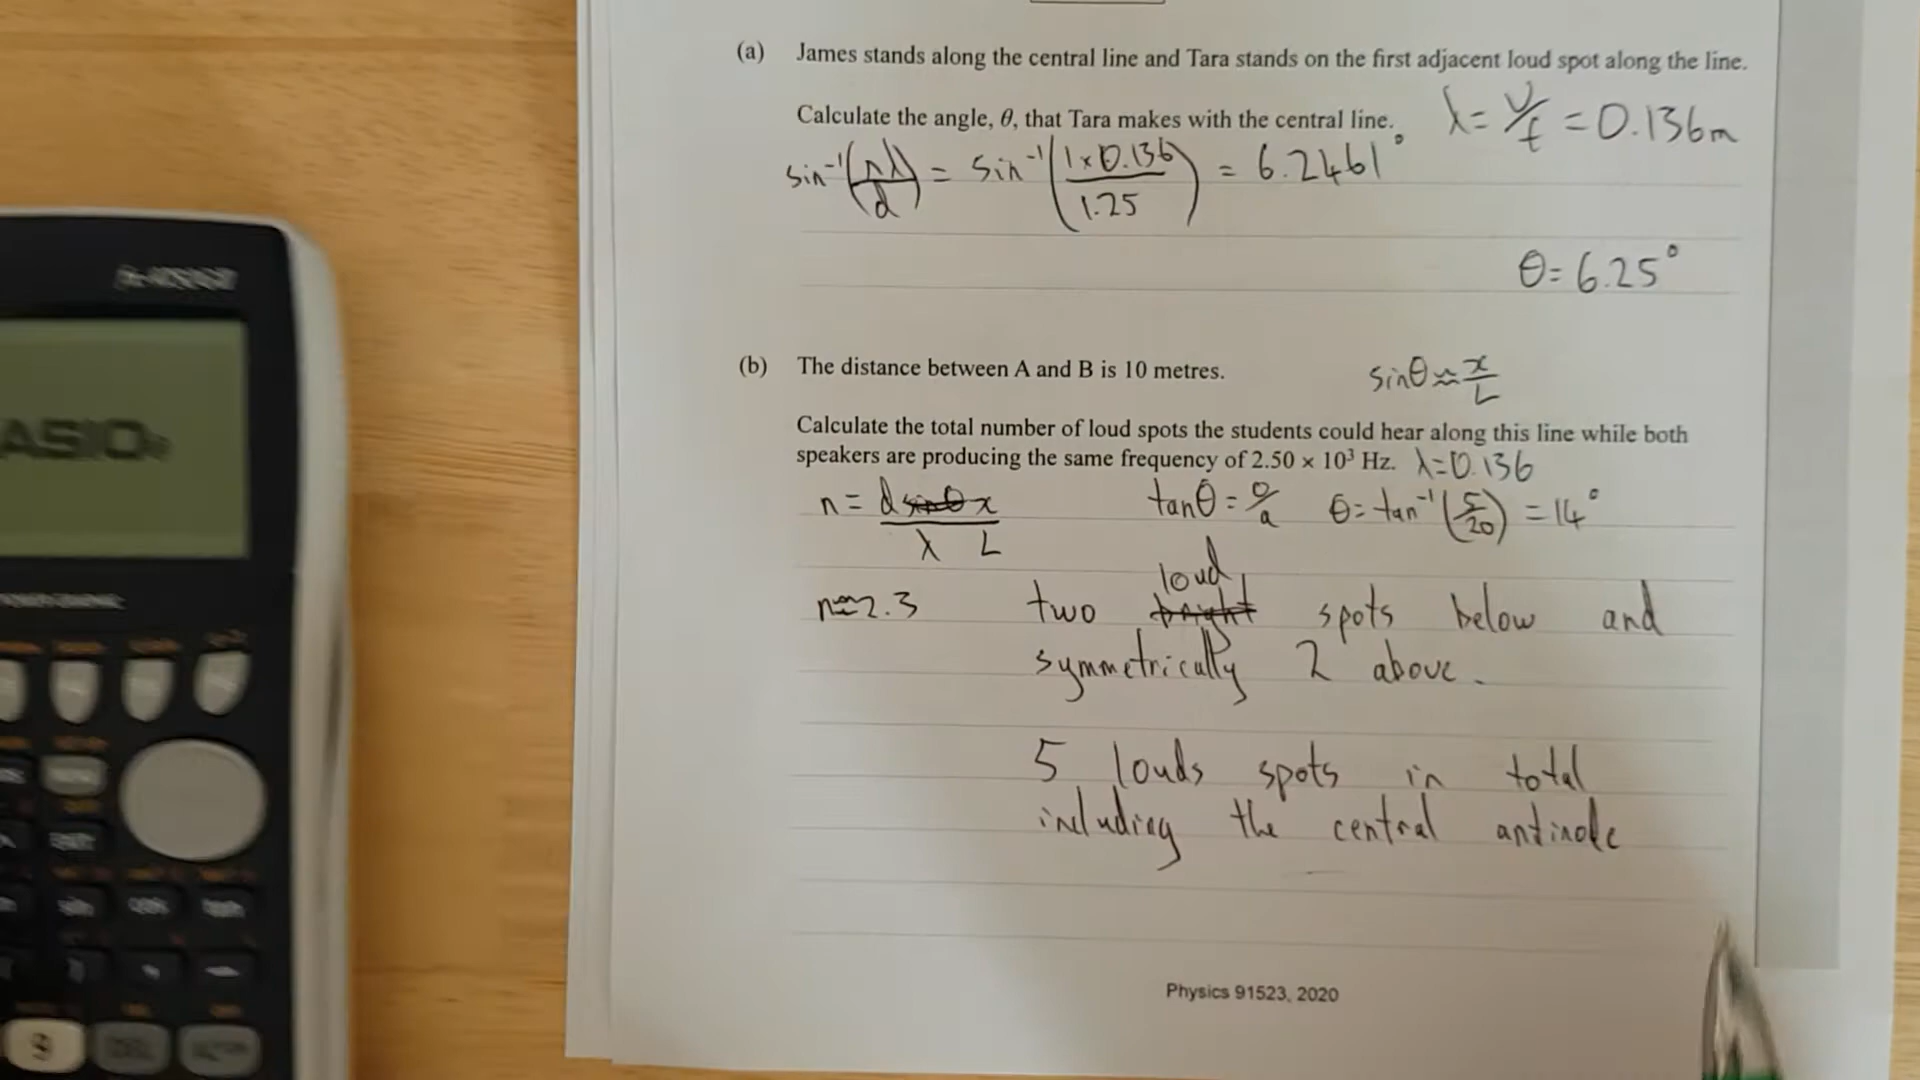 (a) James stands along the central line and Tara stands on the first adjacent loud spot along the line.
Calculate the angle, θ, that Tara makes with the central line. λ = v/f = 0.136m
sin⁻¹(nλ/d) = sin⁻¹(1 x 0.136/1.25) = 6.2461°
θ = 6.25°
(b) The distance between A and B is 10 metres. sinθ ≈ x/L
Calculate the total number of loud spots the students could hear along this line while both
speakers are producing the same frequency of 2.50 × 10³ Hz. λ=0.136
n = d sinθ x / λ L tanθ = o/a θ = tan⁻¹(5/20) = 14°
loud
n=2.3 two bright spots below and
symmetrically 2 above.
5 louds spots in total
including the central antinode
Physics 91523, 2020
9